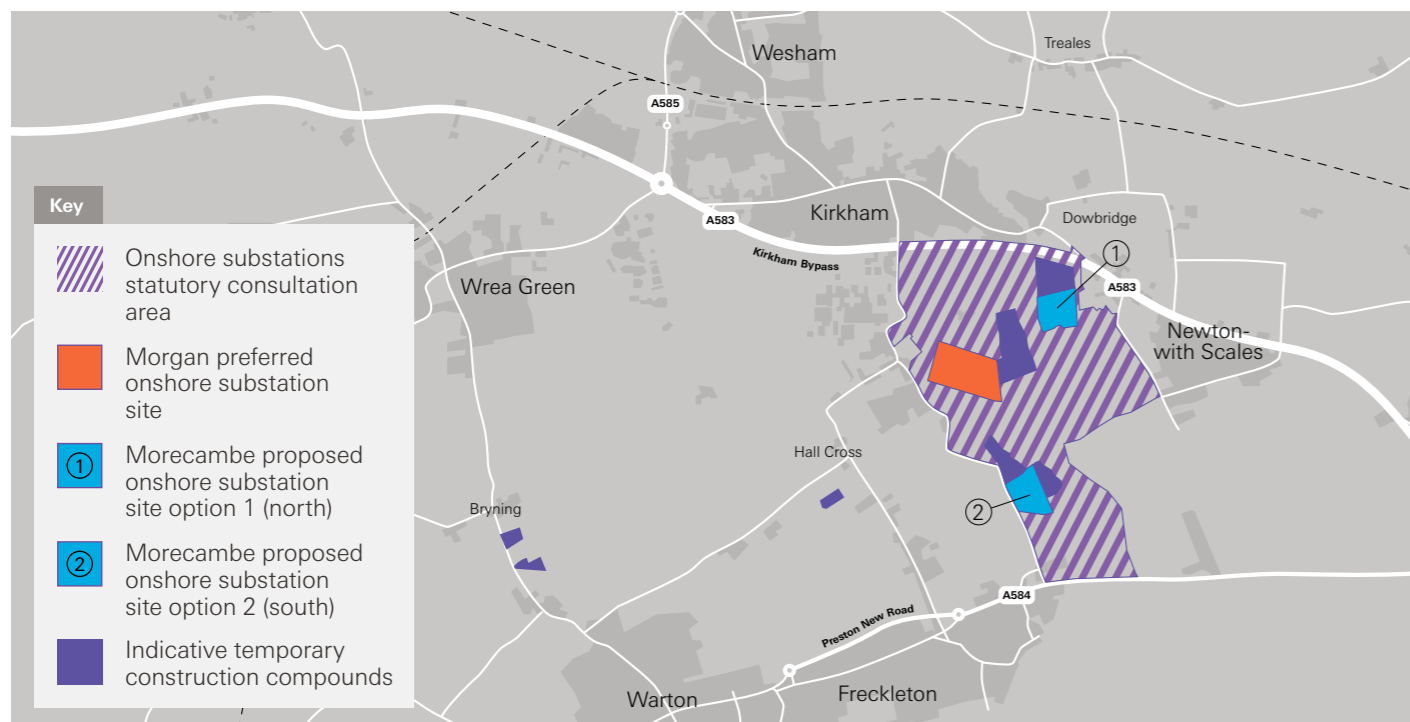 Wesham
Treales
A585
Key
Kirkham
Dowbridge
A583
Kirkham Bypass
1
A583
Onshore substations
statutory consultation
area
Wrea Green
Newton-
with Scales
Morgan preferred
onshore substation
site
1
Morecambe proposed
onshore substation
site option 1 (north)
Hall Cross
Bryning
2
2
Morecambe proposed
onshore substation
site option 2 (south)
A584
Preston New Road
Indicative temporary
construction compounds
Warton
Freckleton